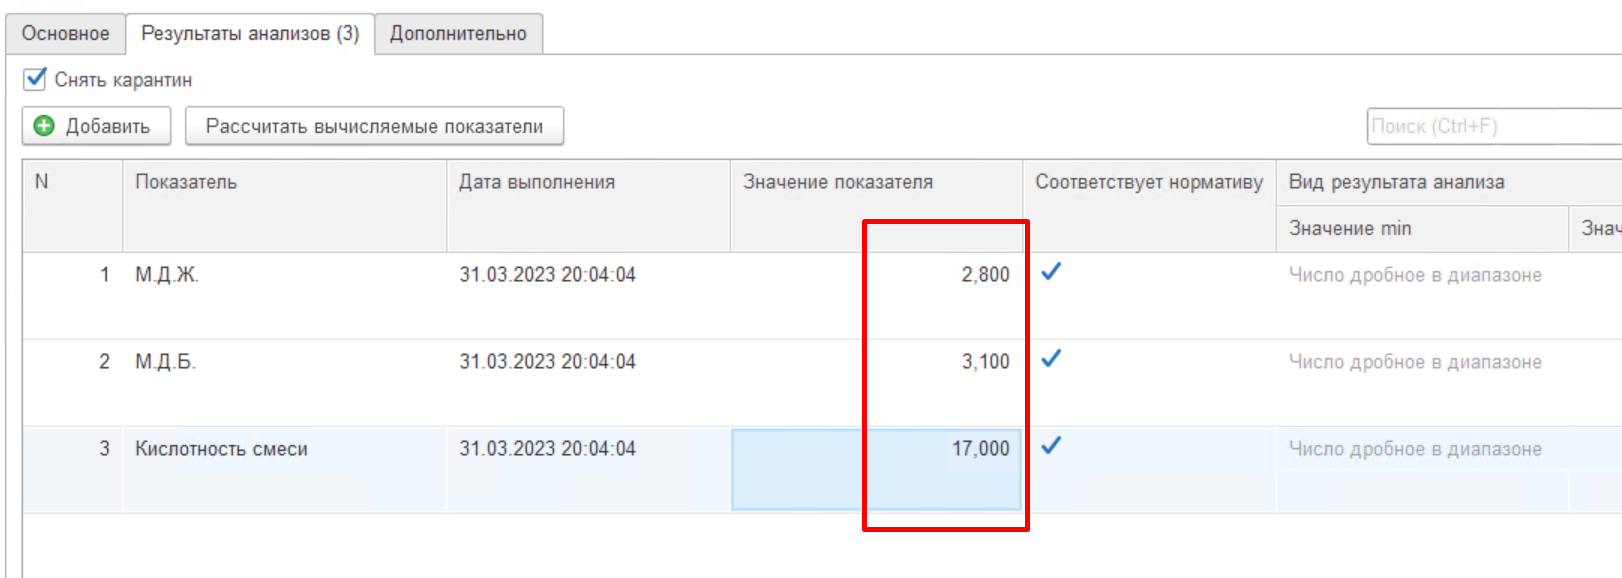 Основное Результаты анализов (3) Дополнительно
Снять карантин
Добавить Рассчитать вычисляемые показатели Поиск (Ctrl+F)
N Показатель Дата выполнения Значение показателя Соответствует нормативу Вид результата анализа
Значение min Знач
1 М.Д.Ж. 31.03.2023 20:04:04 2,800 Число дробное в диапазоне
2 М.Д.Б. 31.03.2023 20:04:04 3,100 Число дробное в диапазоне
3 Кислотность смеси 31.03.2023 20:04:04 17,000 Число дробное в диапазоне